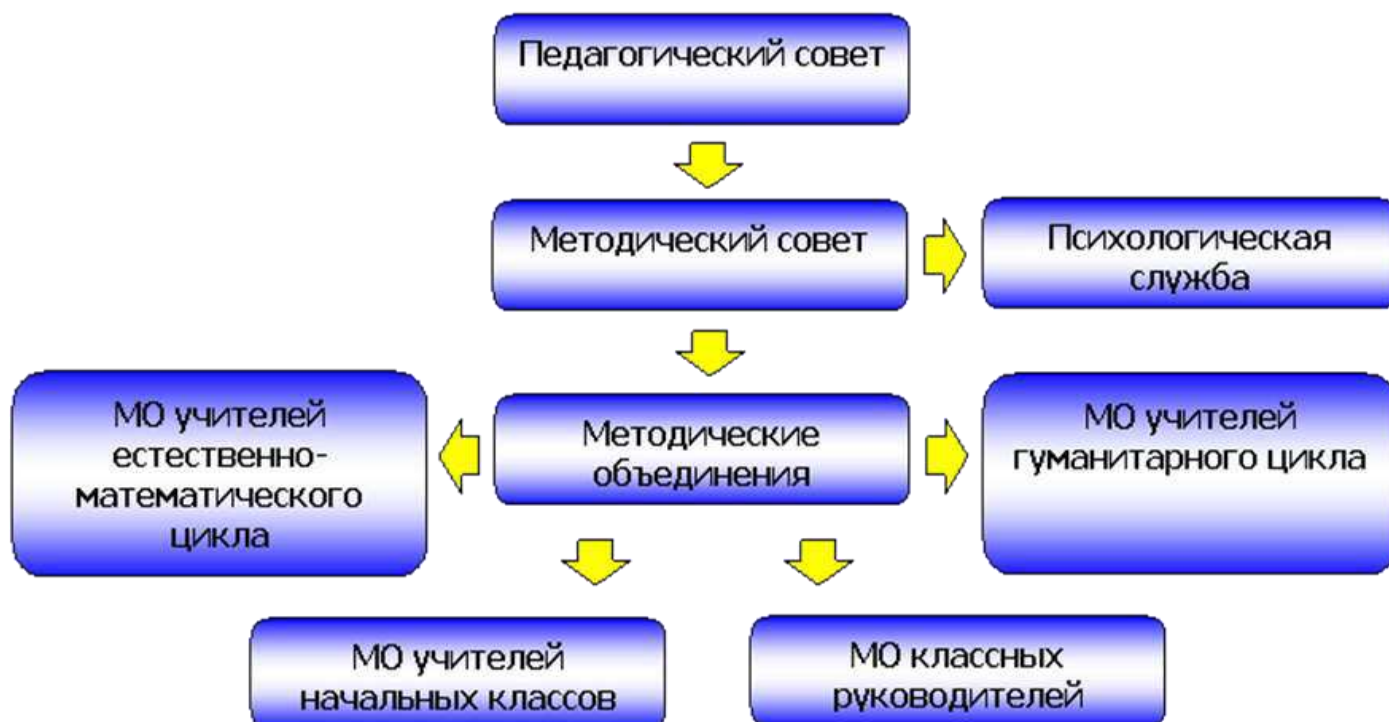 Педагогический совет
Методический совет
Психологическая
служба
МО учителей
естественно-
математического
цикла
Методические
объединения
МО учителей
гуманитарного цикла
МО учителей
начальных классов
МО классных
руководителей